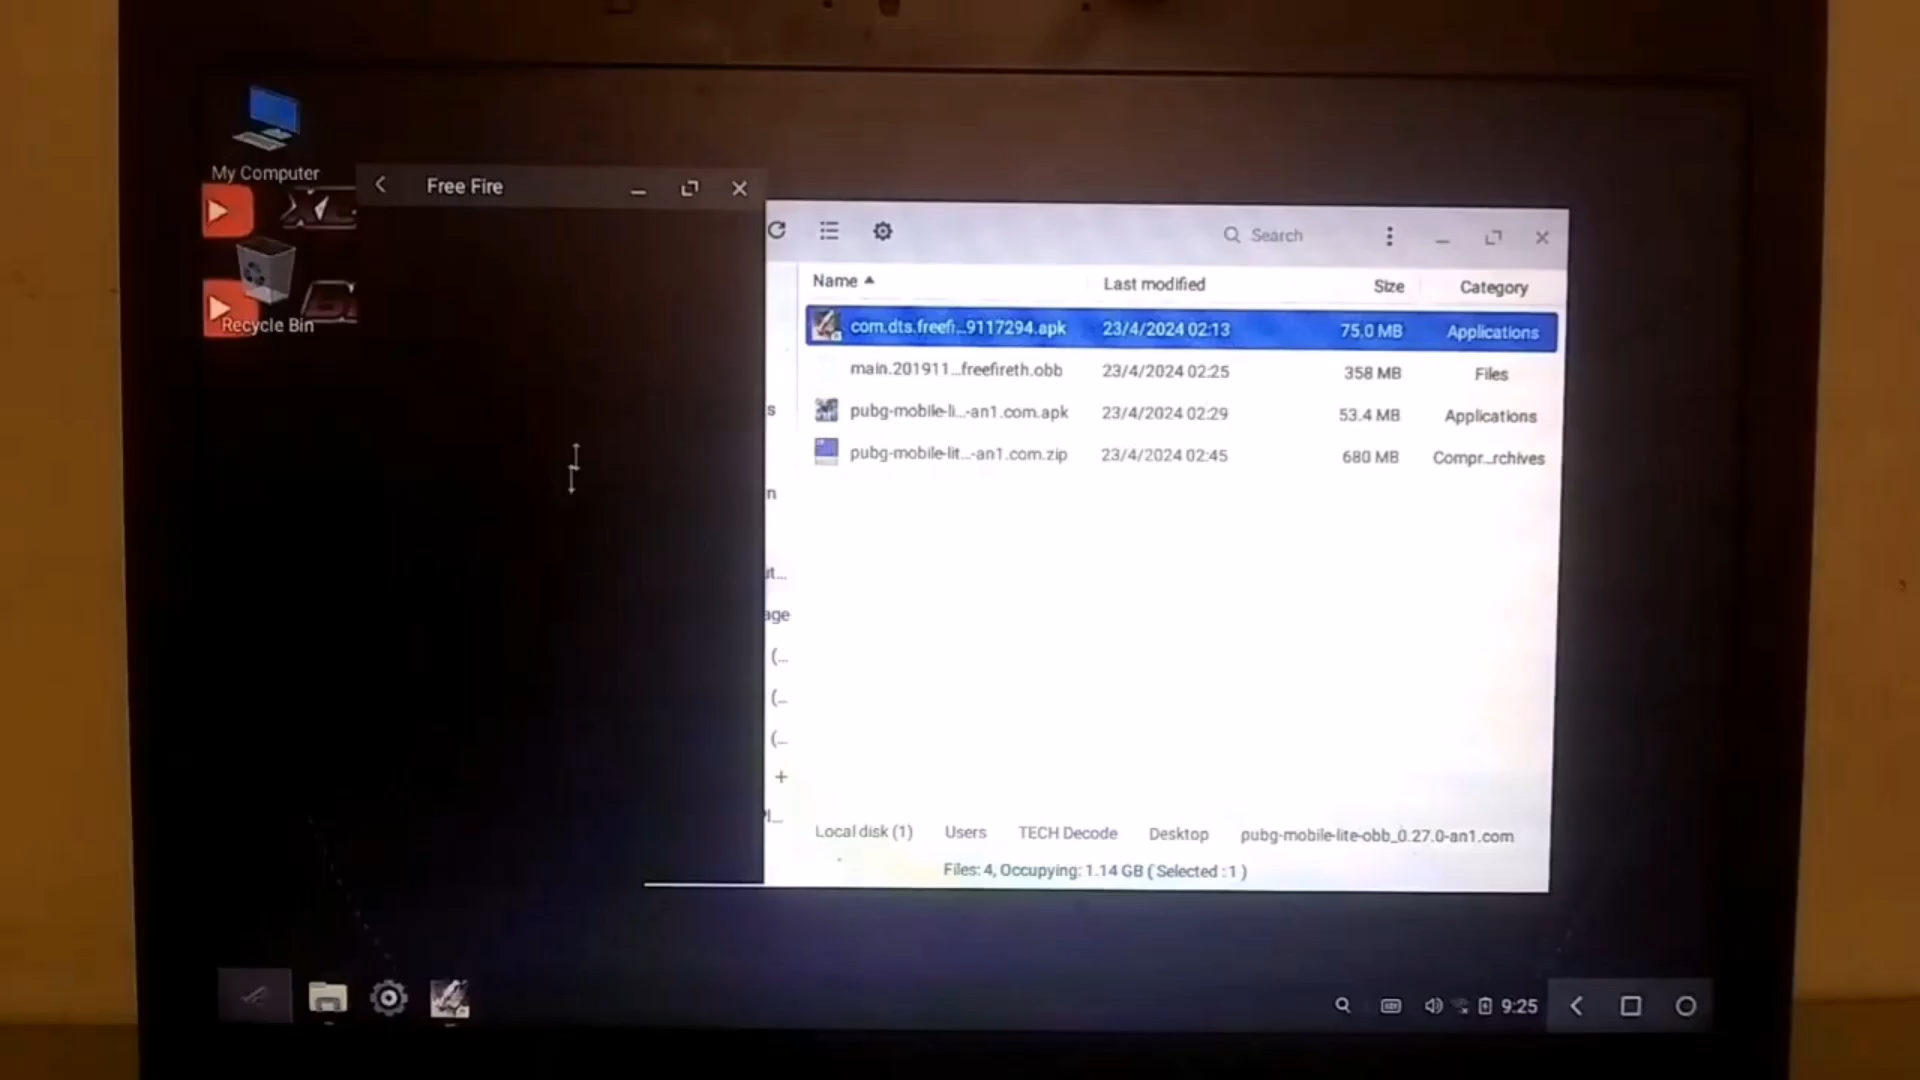 My Computer
Recycle Bin
Free Fire
Search
Name Last modified Size Category
com.dts.freefi...9117294.apk 23/4/2024 02:13 75.0 MB Applications
main.201911...freefireth.obb 23/4/2024 02:25 358 MB Files
pubg-mobile-li...-an1.com.apk 23/4/2024 02:29 53.4 MB Applications
pubg-mobile-lit...-an1.com.zip 23/4/2024 02:45 680 MB Compr...rchives
s
n
ut...
age
(...
(...
(...
+
Local disk (1) Users TECH Decode Desktop pubg-mobile-lite-obb_0.27.0-an1.com
Files: 4, Occupying: 1.14 GB ( Selected : 1 )
9:25